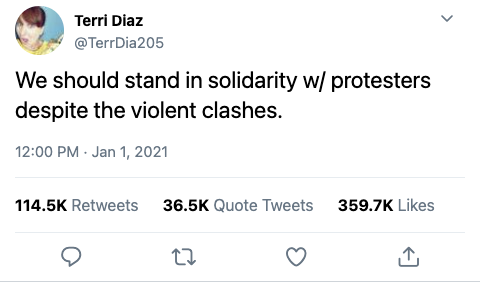 Terri Diaz
@TerrDia205
We should stand in solidarity w/ protesters
despite the violent clashes.
12:00 PM · Jan 1, 2021
114.5K Retweets 36.5K Quote Tweets 359.7K Likes